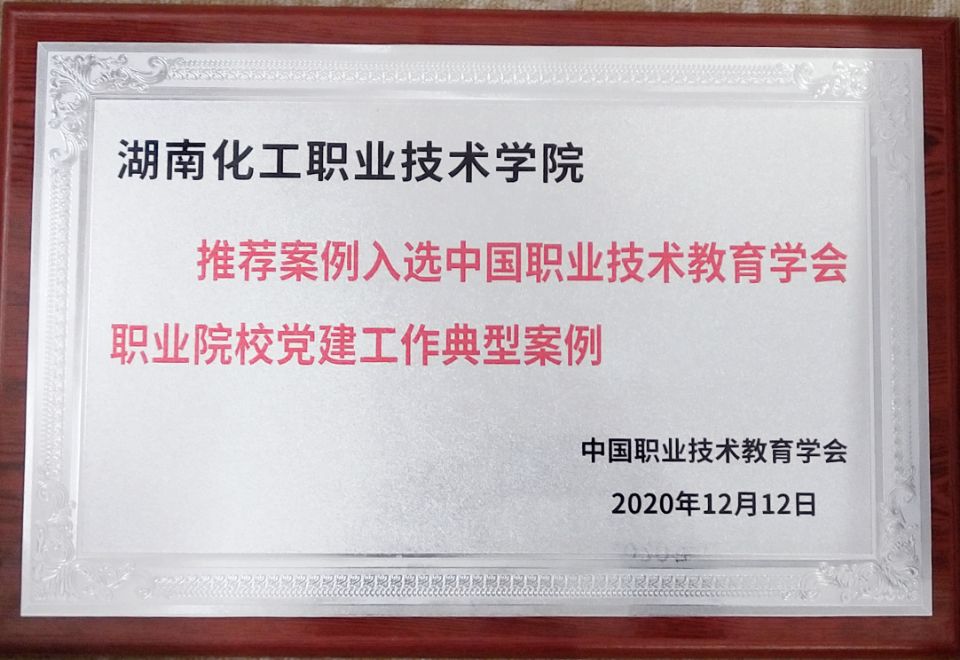 湖南化工职业技术学院
推荐案例入选中国职业技术教育学会
职业院校党建工作典型案例
中国职业技术教育学会
2020年12月12日